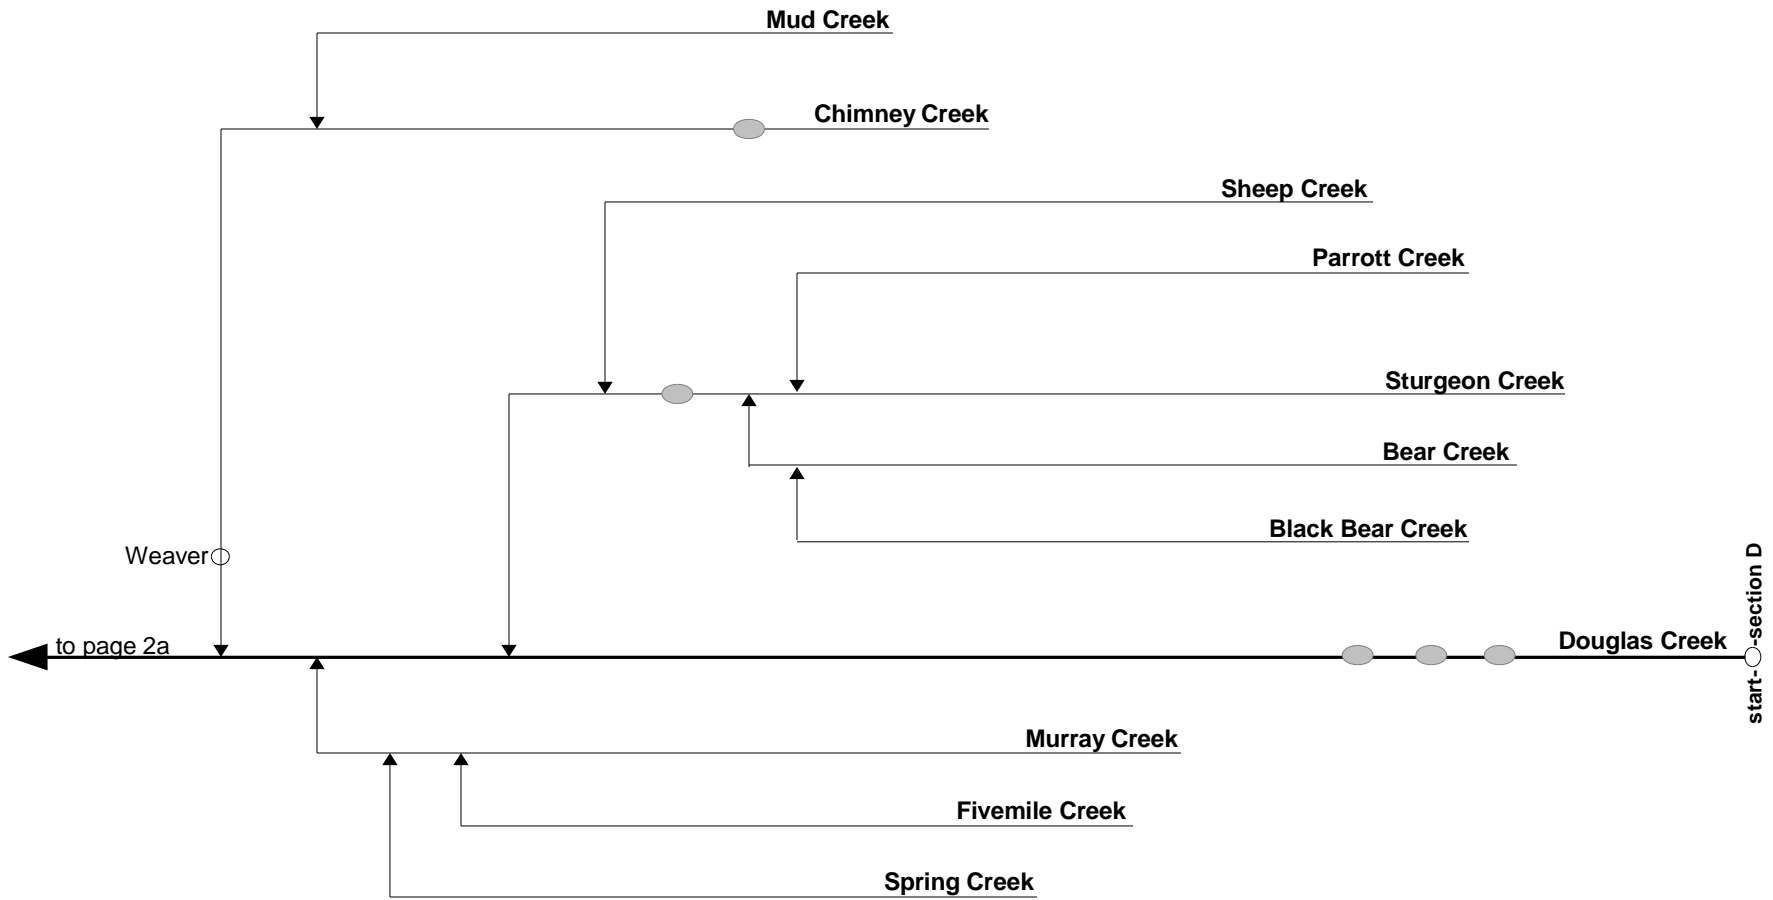 Mud Creek
Chimney Creek
Sheep Creek
Parrott Creek
Sturgeon Creek
Bear Creek
Black Bear Creek
Weaver
to page 2a
Douglas Creek
start- -section D
Murray Creek
Fivemile Creek
Spring Creek